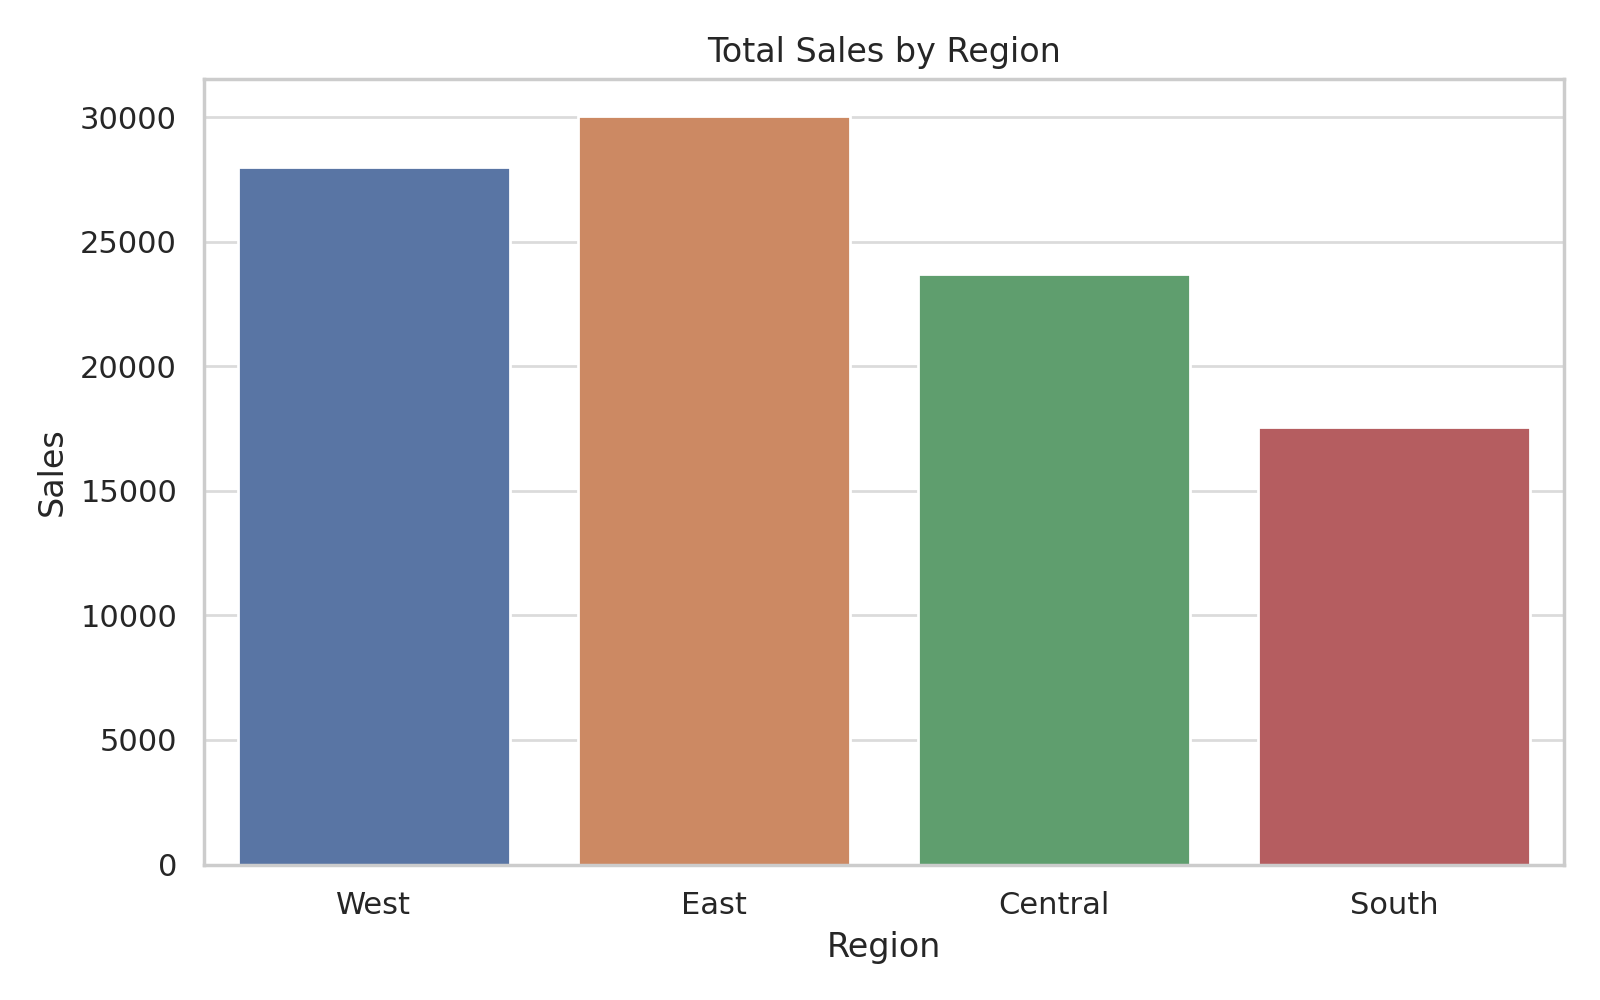 Total Sales by Region
30000
25000
20000
15000
10000
5000
0
Sales
West East Central South
Region